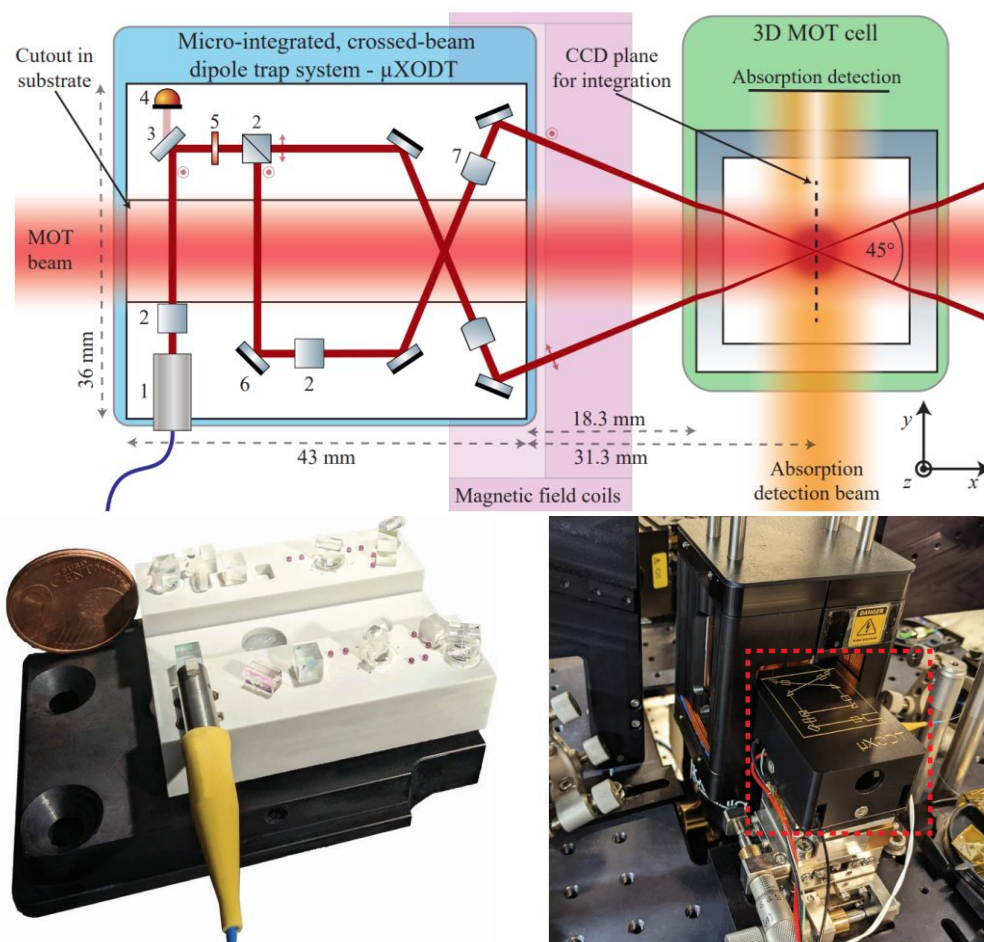 Micro-integrated, crossed-beam
dipole trap system - μXODT
Cutout in
substrate
CCD plane
for integration
3D MOT cell
Absorption detection
4
3
5
2
7
MOT
beam
45°
2
6
2
1
36 mm
43 mm
18.3 mm
31.3 mm
Magnetic field coils
Absorption
detection beam
y
z
x
CENT
DANGER